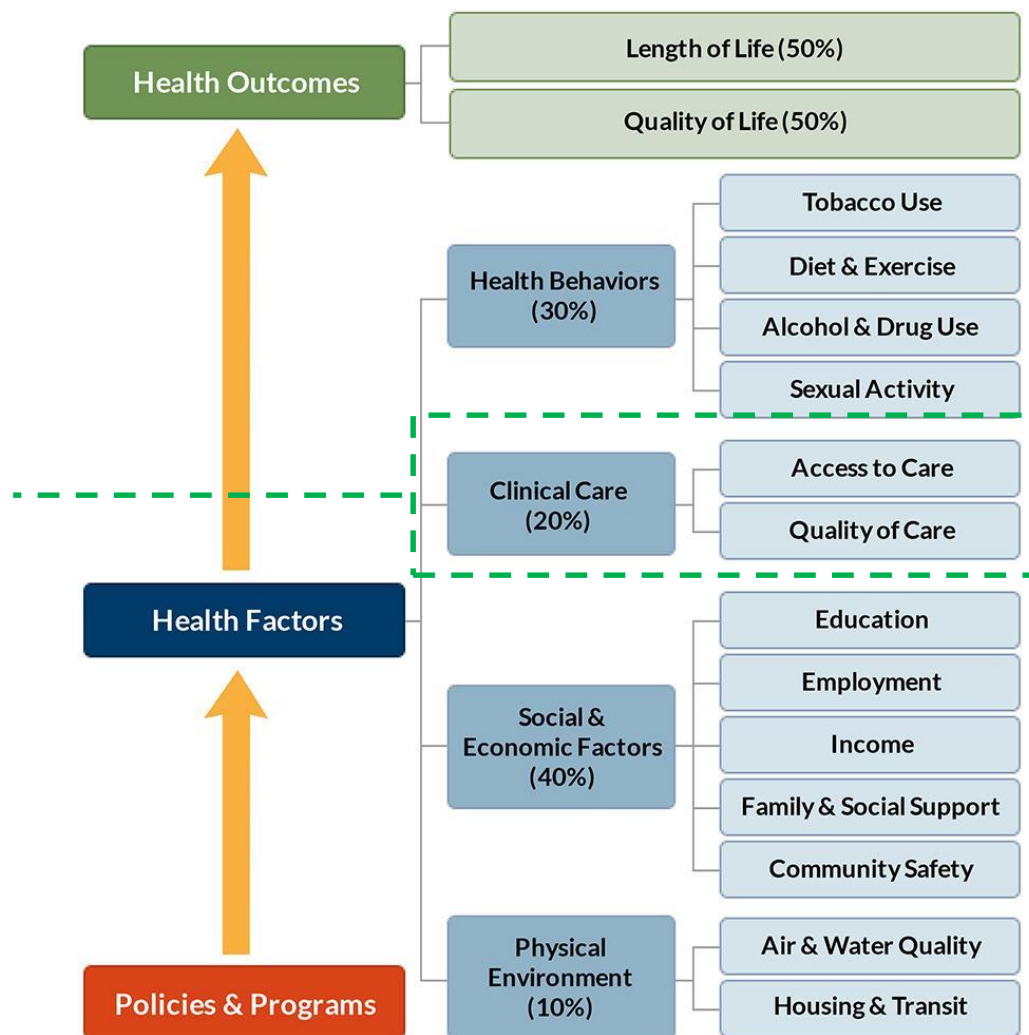 Health Outcomes
Length of Life (50%)
Quality of Life (50%)
Health Behaviors
(30%)
Tobacco Use
Diet & Exercise
Alcohol & Drug Use
Sexual Activity
Clinical Care
(20%)
Access to Care
Quality of Care
Health Factors
Social &
Economic Factors
(40%)
Education
Employment
Income
Family & Social Support
Community Safety
Physical
Environment
(10%)
Air & Water Quality
Housing & Transit
Policies & Programs